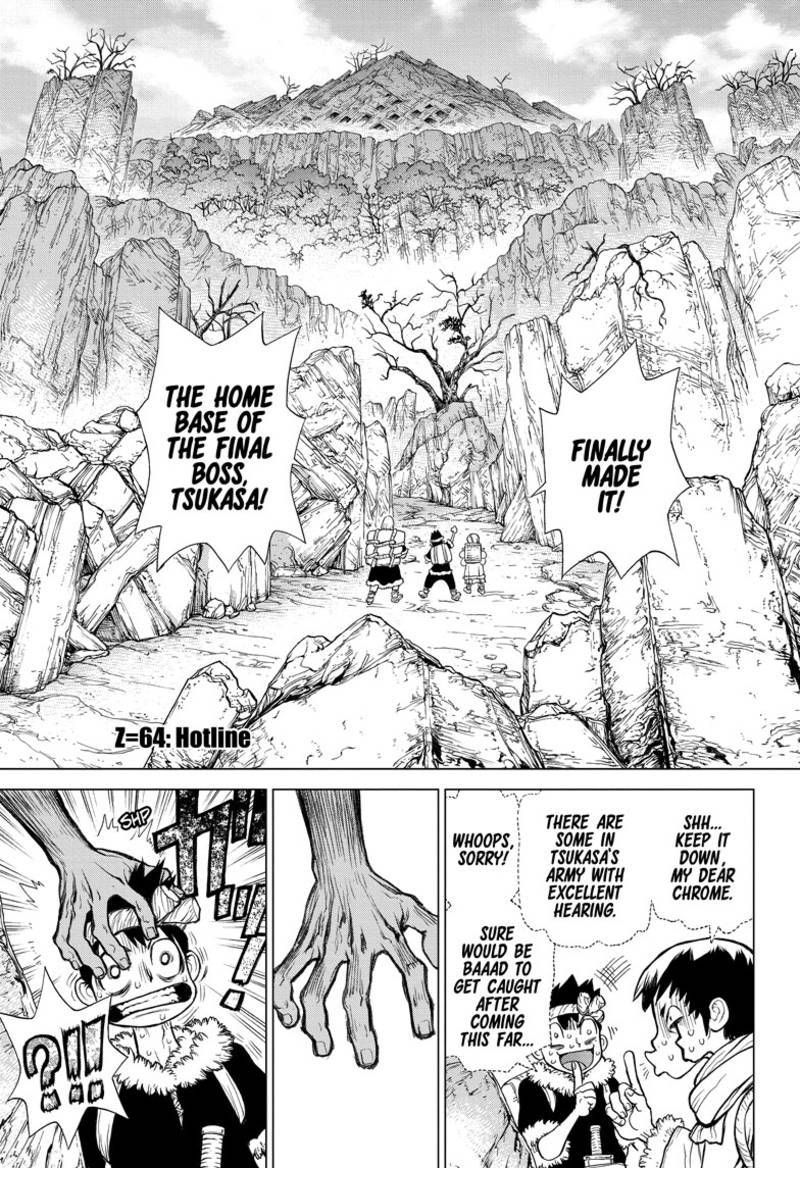 FINALLY
MADE
IT!
THE HOME
BASE OF
THE FINAL
BOSS,
TSUKASA!
Z=64: Hotline
SHH...
KEEP IT
DOWN,
MY DEAR
CHROME.
THERE ARE
SOME IN
TSUKASA'S
ARMY WITH
EXCELLENT
HEARING.
WHOOPS,
SORRY!
SURE
WOULD BE
BAAAD TO
GET CAUGHT
AFTER
COMING
THIS FAR...
SHP
?!!